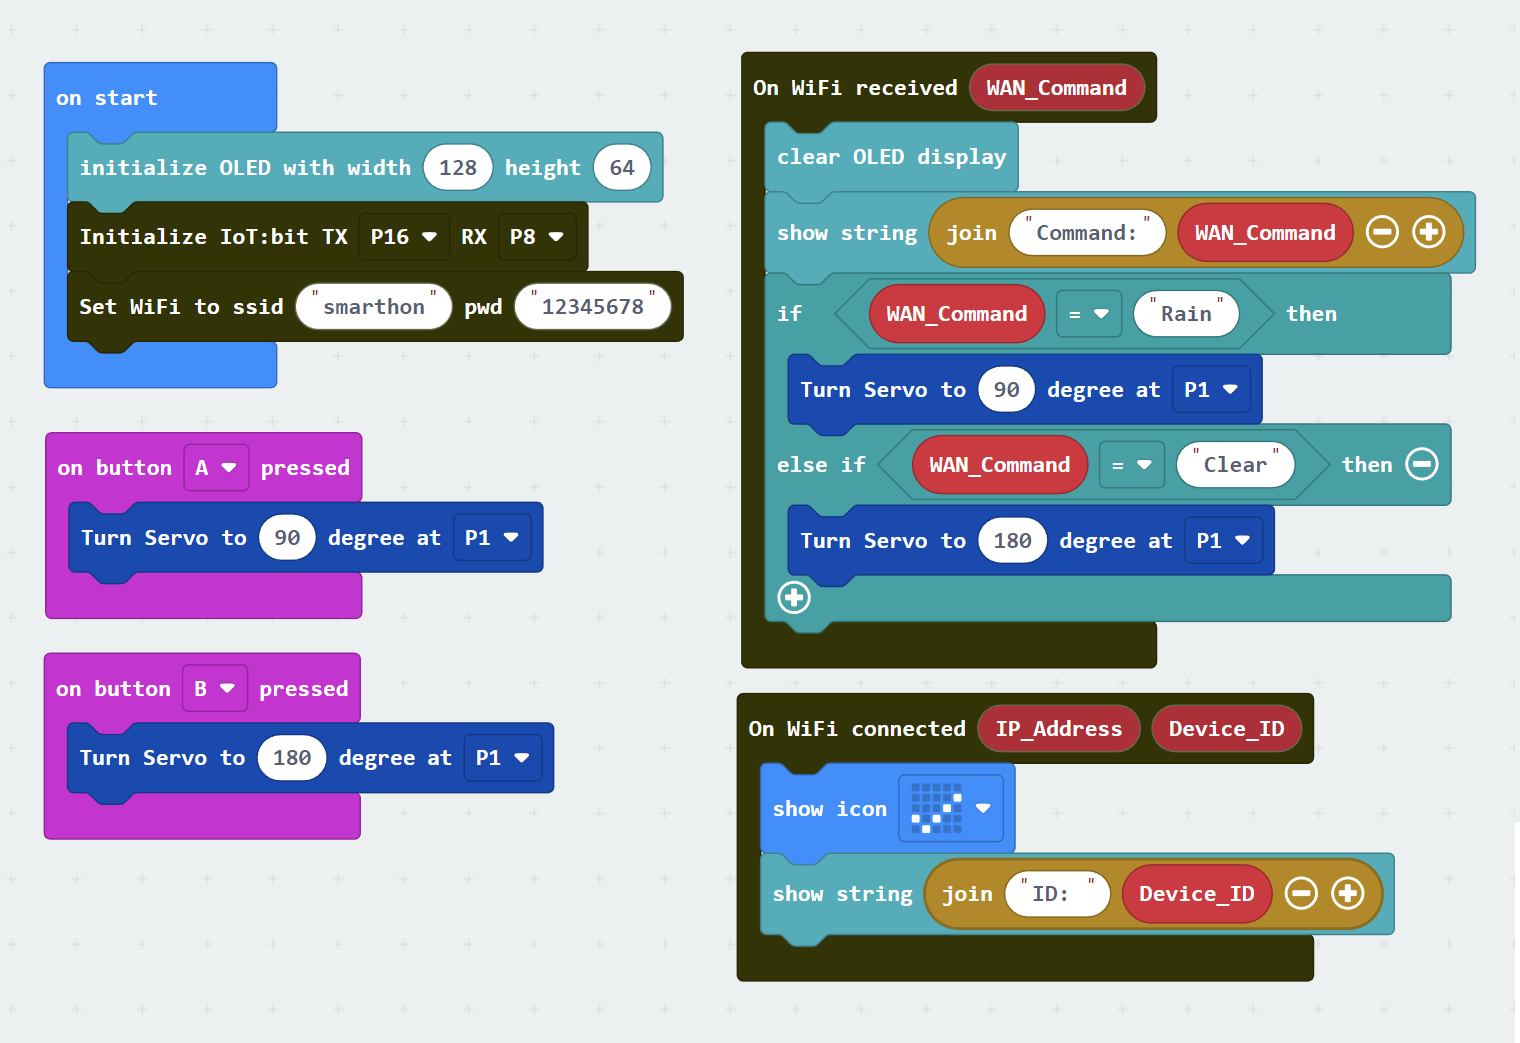 on start
initialize OLED with width 128 height 64
Initialize IoT:bit TX P16 RX P8
Set WiFi to ssid "smarthon" pwd "12345678"
on button A pressed
Turn Servo to 90 degree at P1
on button B pressed
Turn Servo to 180 degree at P1
On WiFi received WAN_Command
clear OLED display
show string join "Command:" WAN_Command
if WAN_Command = "Rain" then
Turn Servo to 90 degree at P1
else if WAN_Command = "Clear" then
Turn Servo to 180 degree at P1
On WiFi connected IP_Address Device_ID
show icon
show string join "ID: " Device_ID